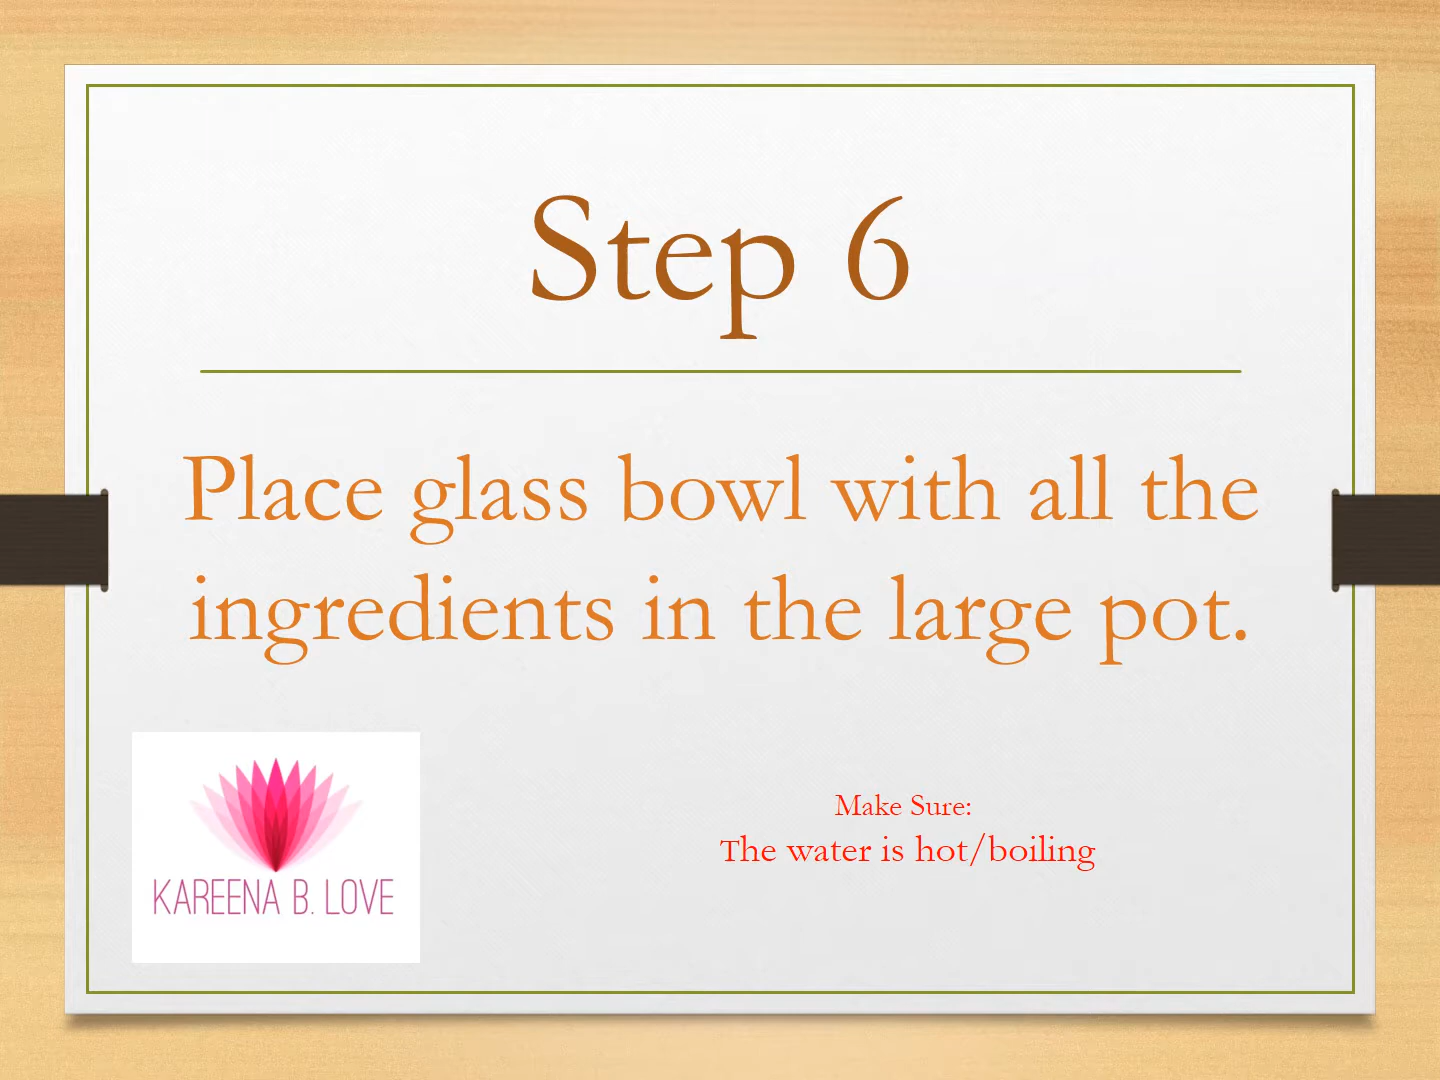 Step 6
Place glass bowl with all the
ingredients in the large pot.
Make Sure:
The water is hot/boiling
KAREENA B. LOVE